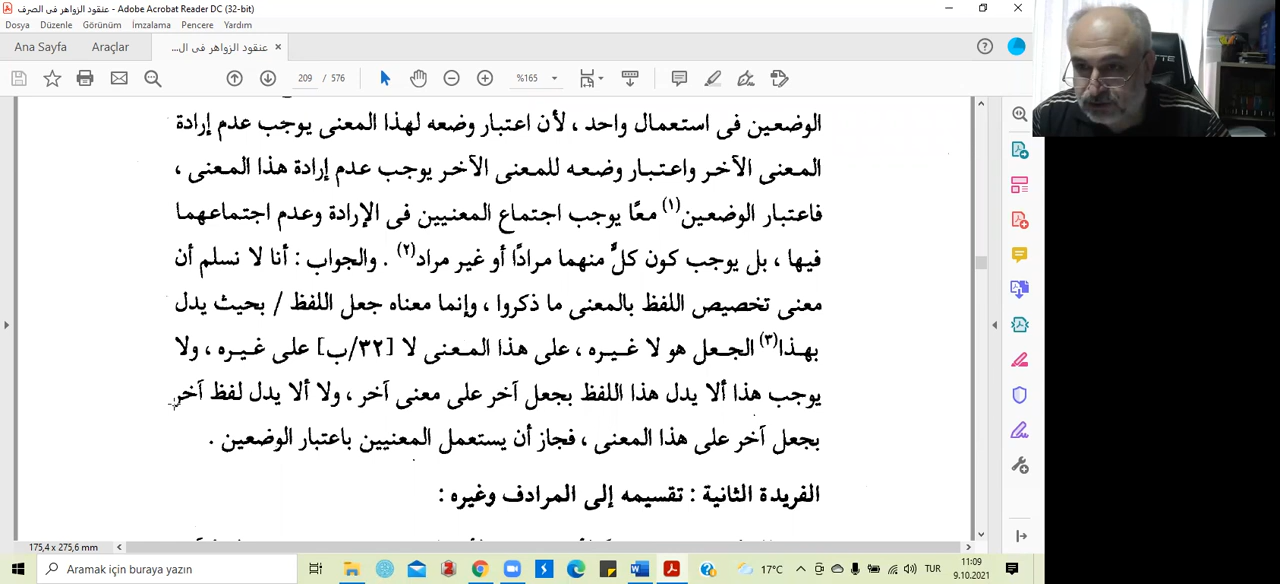 عنقود الزواهر فى الصرف - Adobe Acrobat Reader DC (32-bit)
Dosya Düzenle Görünüm İmzalama Pencere Yardım
Ana Sayfa Araçlar عنقود الزواهر فى ال... ×
209 / 576 %165
الوضعين فى استعمال واحد ، لأن اعتبار وضعه لهذا المعنى يوجب عدم إرادة
المعنى الآخر واعتبار وضعه للمعنى الآخر يوجب عدم إرادة هذا المعنى ،
فاعتبار الوضعين(١) معًا يوجب اجتماع المعنيين فى الإرادة وعدم اجتماعهما
فيها ، بل يوجب كون كلٌّ منهما مرادًا أو غير مراد(٢) . والجواب : أنا لا نسلم أن
معنى تخصيص اللفظ بالمعنى ما ذكروا ، وإنما معناه جعل اللفظ / بحيث يدل
بهذا(٣) الجعل هو لا غيره ، على هذا المعنى لا [٣٢/ب] على غيره ، ولا
يوجب هذا ألا يدل هذا اللفظ بجعل آخر على معنى آخر ، ولا ألا يدل لفظ آخر
بجعل آخر على هذا المعنى ، فجاز أن يستعمل المعنيين باعتبار الوضعين .
الفريدة الثانية : تقسيمه إلى المرادف وغيره :
175,4 x 275,6 mm
Aramak için buraya yazın
17°C
TUR
11:09
9.10.2021